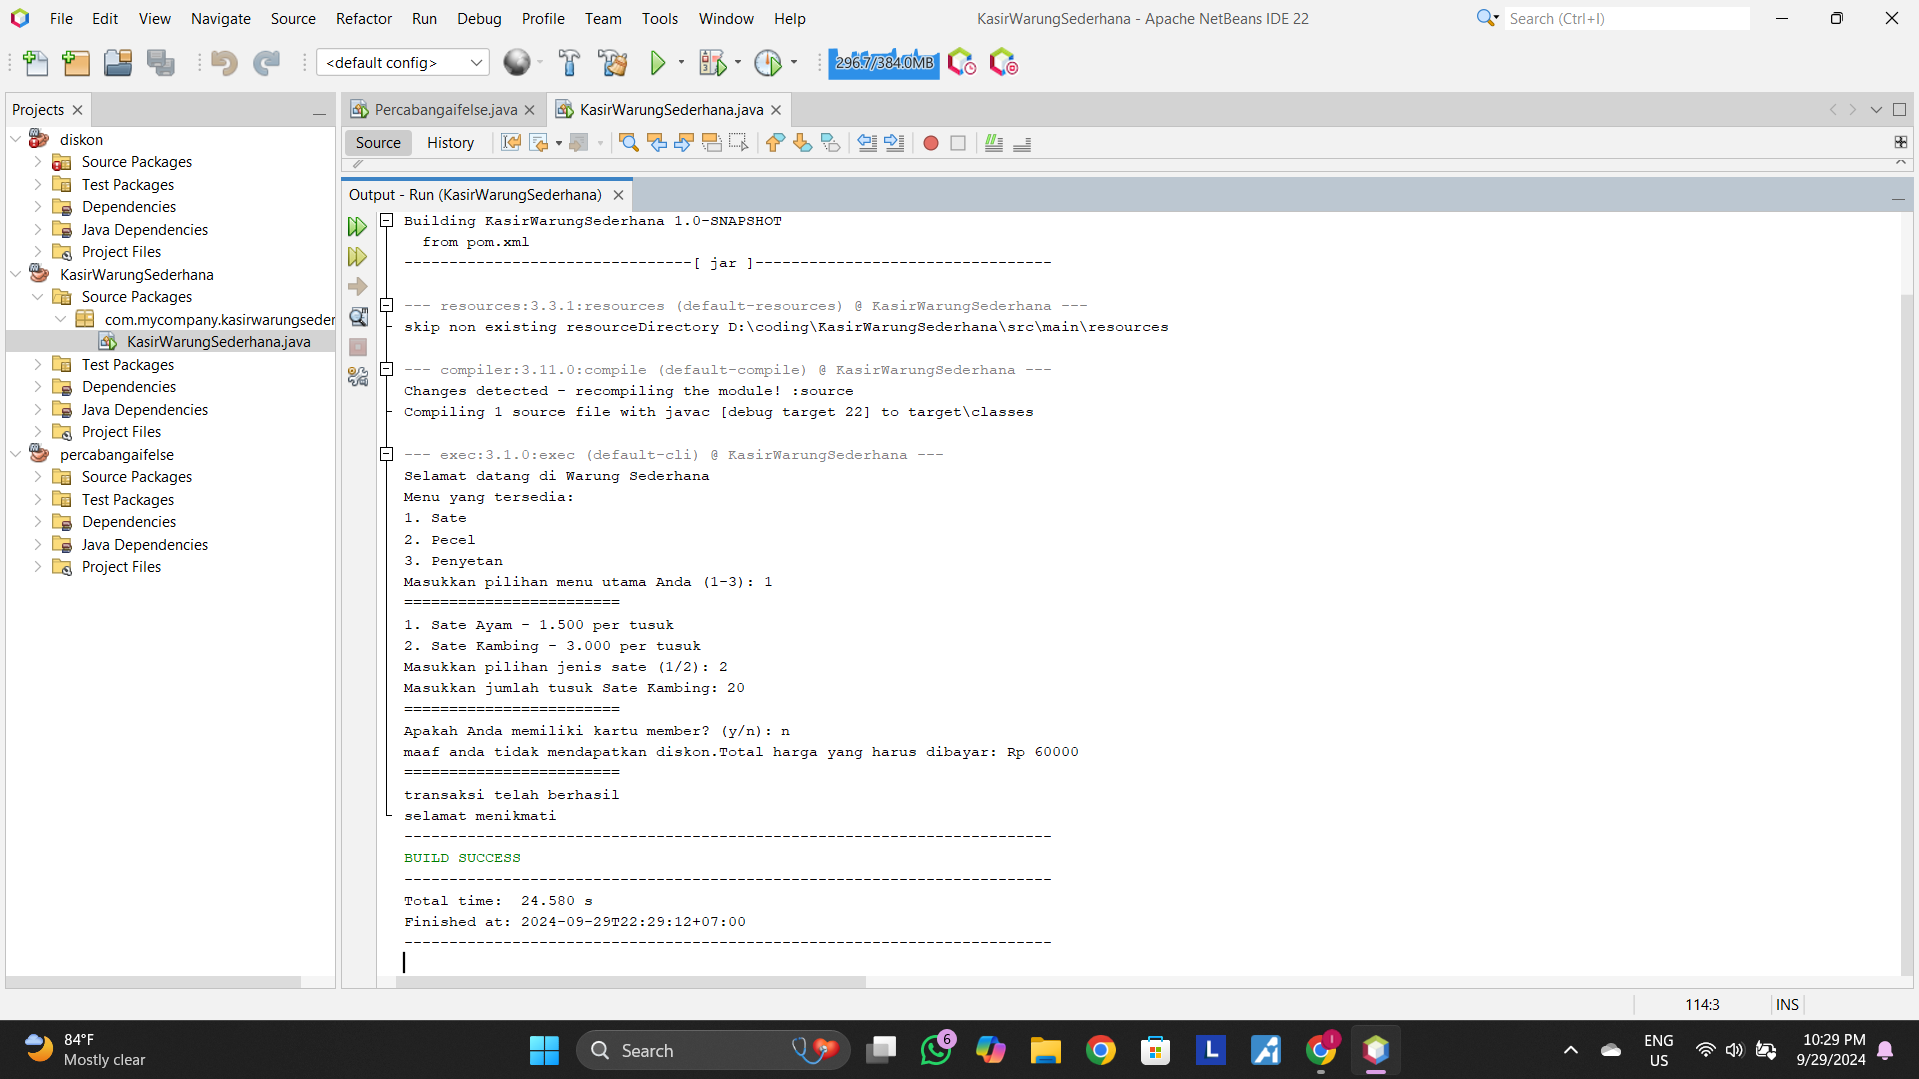 File Edit View Navigate Source Refactor Run Debug Profile Team Tools Window Help
KasirWarungSederhana - Apache NetBeans IDE 22
Search (Ctrl+I)
<default config>
296.7/384.0MB
Projects
diskon
Source Packages
Test Packages
Dependencies
Java Dependencies
Project Files
KasirWarungSederhana
Source Packages
com.mycompany.kasirwarungseder
KasirWarungSederhana.java
Test Packages
Dependencies
Java Dependencies
Project Files
percabangaifelse
Source Packages
Test Packages
Dependencies
Java Dependencies
Project Files
Percabangaifelse.java
KasirWarungSederhana.java
Source History
Output - Run (KasirWarungSederhana)
Building KasirWarungSederhana 1.0-SNAPSHOT
from pom.xml
--------------------------------[ jar ]---------------------------------
--- resources:3.3.1:resources (default-resources) @ KasirWarungSederhana ---
skip non existing resourceDirectory D:\coding\KasirWarungSederhana\src\main\resources
--- compiler:3.11.0:compile (default-compile) @ KasirWarungSederhana ---
Changes detected - recompiling the module! :source
Compiling 1 source file with javac [debug target 22] to target\classes
--- exec:3.1.0:exec (default-cli) @ KasirWarungSederhana ---
Selamat datang di Warung Sederhana
Menu yang tersedia:
1. Sate
2. Pecel
3. Penyetan
Masukkan pilihan menu utama Anda (1-3): 1
========================
1. Sate Ayam - 1.500 per tusuk
2. Sate Kambing - 3.000 per tusuk
Masukkan pilihan jenis sate (1/2): 2
Masukkan jumlah tusuk Sate Kambing: 20
========================
Apakah Anda memiliki kartu member? (y/n): n
maaf anda tidak mendapatkan diskon.Total harga yang harus dibayar: Rp 60000
========================
transaksi telah berhasil
selamat menikmati
------------------------------------------------------------------------
BUILD SUCCESS
------------------------------------------------------------------------
Total time:  24.580 s
Finished at: 2024-09-29T22:29:12+07:00
------------------------------------------------------------------------
114:3
INS
84°F
Mostly clear
Search
6
L
1
ENG
US
10:29 PM
9/29/2024